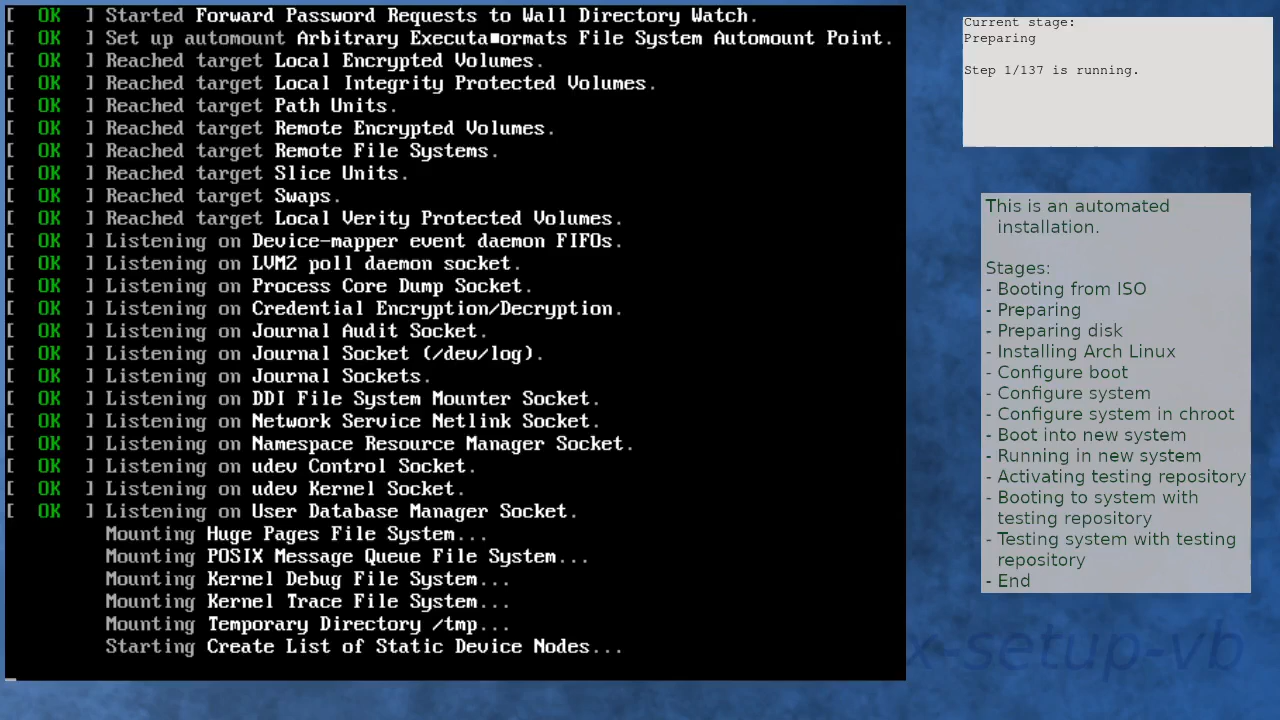 [  OK  ] Started Forward Password Requests to Wall Directory Watch.
[  OK  ] Set up automount Arbitrary Executa■ormats File System Automount Point.
[  OK  ] Reached target Local Encrypted Volumes.
[  OK  ] Reached target Local Integrity Protected Volumes.
[  OK  ] Reached target Path Units.
[  OK  ] Reached target Remote Encrypted Volumes.
[  OK  ] Reached target Remote File Systems.
[  OK  ] Reached target Slice Units.
[  OK  ] Reached target Swaps.
[  OK  ] Reached target Local Verity Protected Volumes.
[  OK  ] Listening on Device-mapper event daemon FIFOs.
[  OK  ] Listening on LVM2 poll daemon socket.
[  OK  ] Listening on Process Core Dump Socket.
[  OK  ] Listening on Credential Encryption/Decryption.
[  OK  ] Listening on Journal Audit Socket.
[  OK  ] Listening on Journal Socket (/dev/log).
[  OK  ] Listening on Journal Sockets.
[  OK  ] Listening on DDI File System Mounter Socket.
[  OK  ] Listening on Network Service Netlink Socket.
[  OK  ] Listening on Namespace Resource Manager Socket.
[  OK  ] Listening on udev Control Socket.
[  OK  ] Listening on udev Kernel Socket.
[  OK  ] Listening on User Database Manager Socket.
Mounting Huge Pages File System...
Mounting POSIX Message Queue File System...
Mounting Kernel Debug File System...
Mounting Kernel Trace File System...
Mounting Temporary Directory /tmp...
Starting Create List of Static Device Nodes...
Current stage:
Preparing
Step 1/137 is running.
This is an automated
installation.
Stages:
- Booting from ISO
- Preparing
- Preparing disk
- Installing Arch Linux
- Configure boot
- Configure system
- Configure system in chroot
- Boot into new system
- Running in new system
- Activating testing repository
- Booting to system with
testing repository
- Testing system with testing
repository
- End
x-setup-vb